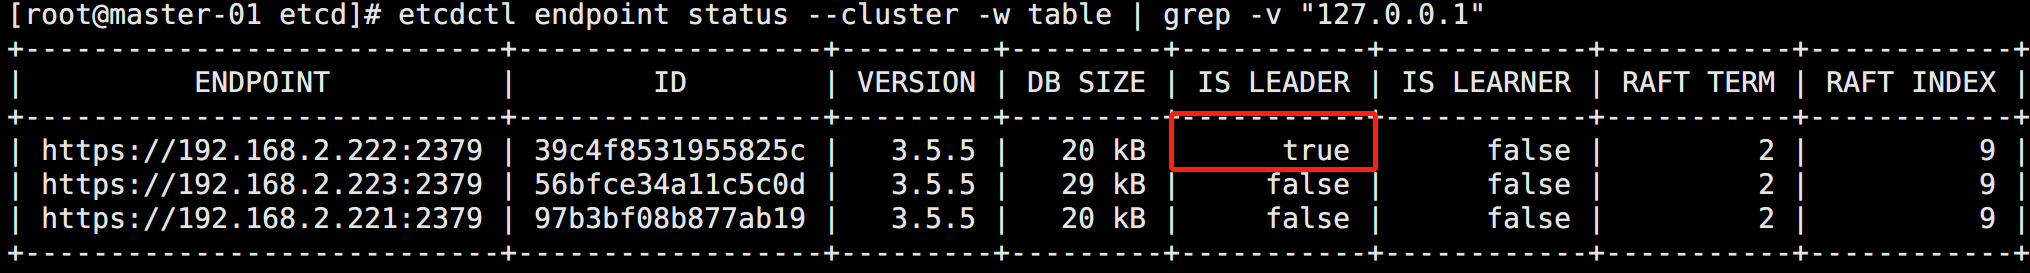 [root@master-01 etcd]# etcdctl endpoint status --cluster -w table | grep -v "127.0.0.1"
+----------------------------+------------------+---------+---------+-----------+------------+-----------+------------+
|          ENDPOINT          |        ID        | VERSION | DB SIZE | IS LEADER | IS LEARNER | RAFT TERM | RAFT INDEX |
+----------------------------+------------------+---------+---------+-----------+------------+-----------+------------+
| https://192.168.2.222:2379 | 39c4f8531955825c |   3.5.5 |   20 kB |      true |      false |         2 |          9 |
| https://192.168.2.223:2379 | 56bfce34a11c5c0d |   3.5.5 |   29 kB |     false |      false |         2 |          9 |
| https://192.168.2.221:2379 | 97b3bf08b877ab19 |   3.5.5 |   20 kB |     false |      false |         2 |          9 |
+----------------------------+------------------+---------+---------+-----------+------------+-----------+------------+